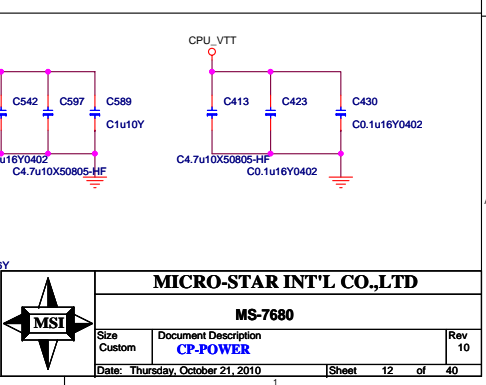 CPU_VTT
C542 C597 C589 C413 C423 C430
C1u10Y C0.1u16Y0402
u16Y0402 C4.7u10X50805-HF
C4.7u10X50805-HF C0.1u16Y0402
6Y
MICRO-STAR INT'L CO.,LTD
MSI
MS-7680
Size Document Description Rev
Custom CP-POWER 10
Date: Thursday, October 21, 2010 Sheet 12 of 40
1